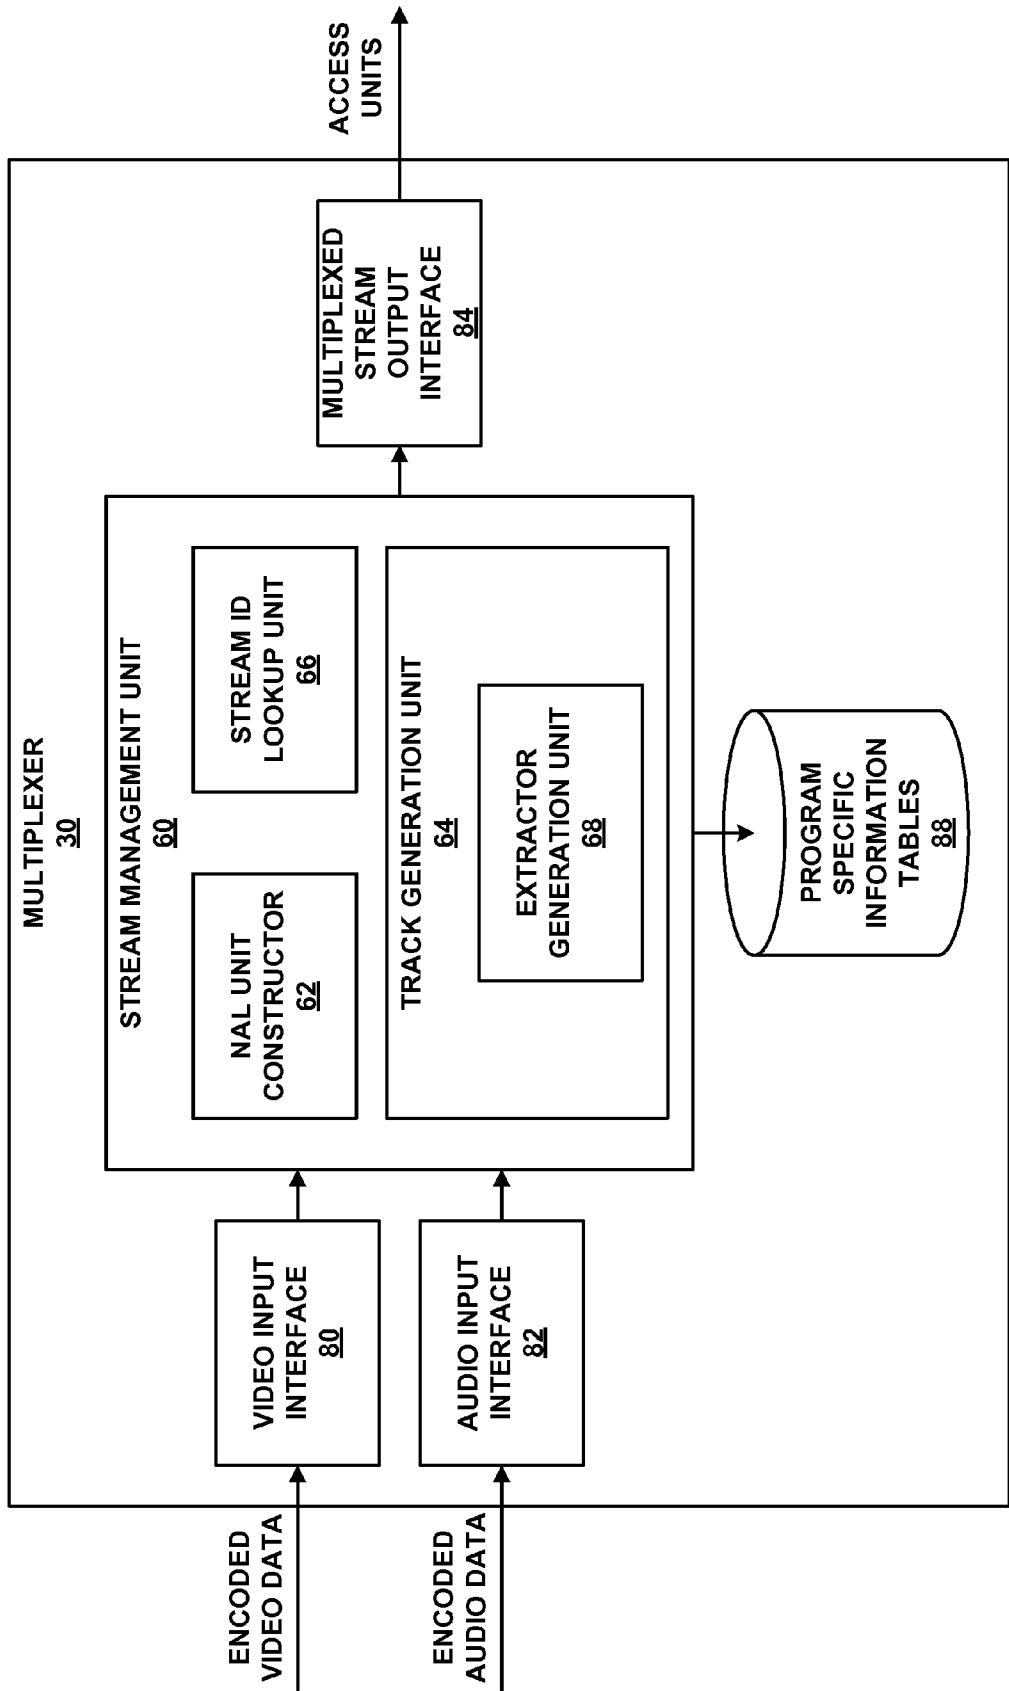 MULTIPLEXER
30
STREAM MANAGEMENT UNIT
60
ENCODED
VIDEO DATA
VIDEO INPUT
INTERFACE
80
ENCODED
AUDIO DATA
AUDIO INPUT
INTERFACE
82
NAL UNIT
CONSTRUCTOR
62
STREAM ID
LOOKUP UNIT
66
TRACK GENERATION UNIT
64
EXTRACTOR
GENERATION UNIT
68
MULTIPLEXED
STREAM
OUTPUT
INTERFACE
84
ACCESS
UNITS
PROGRAM
SPECIFIC
INFORMATION
TABLES
88